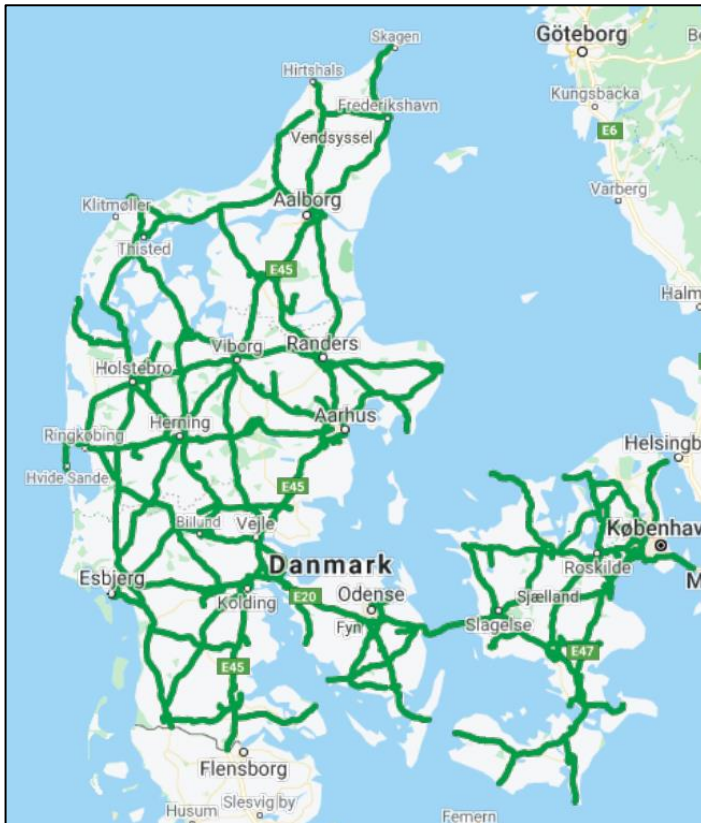 Skagen
Göteborg
Hirtshals
Kungsbacka
Frederikshavn
E6
Vendsyssel
Varberg
Klitmøller
Aalborg
Thisted
E45
Halm
Viborg
Randers
Holstebro
Aarhus
Herning
Ringkøbing
Helsingb
Hvide Sande
E45
Billund
Vejle
Københav
Danmark
Roskilde
M
Esbjerg
Kolding
E20
Odense
Sjælland
Fyn
Slagelse
E45
E47
Flensborg
Husum
Slesvig by
Femern